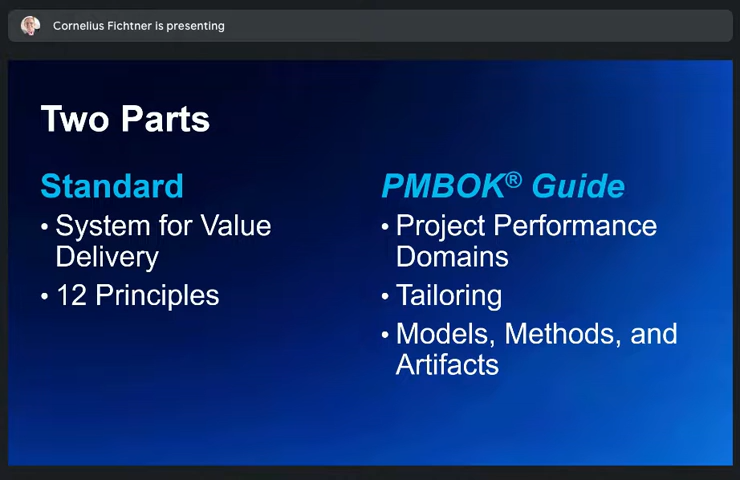 Cornelius Fichtner is presenting
Two Parts
Standard
• System for Value
Delivery
• 12 Principles
PMBOK® Guide
• Project Performance
Domains
• Tailoring
• Models, Methods, and
Artifacts